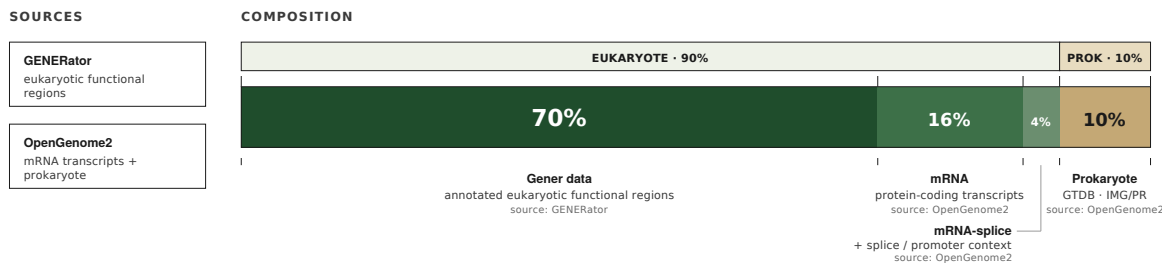 SOURCES
COMPOSITION
GENERator
eukaryotic functional
regions
OpenGenome2
mRNA transcripts +
prokaryote
EUKARYOTE · 90%
PROK · 10%
70%
16%
4%
10%
Gener data
annotated eukaryotic functional regions
source: GENERator
mRNA
protein-coding transcripts
source: OpenGenome2
Prokaryote
GTDB · IMG/PR
source: OpenGenome2
mRNA-splice
+ splice / promoter context
source: OpenGenome2